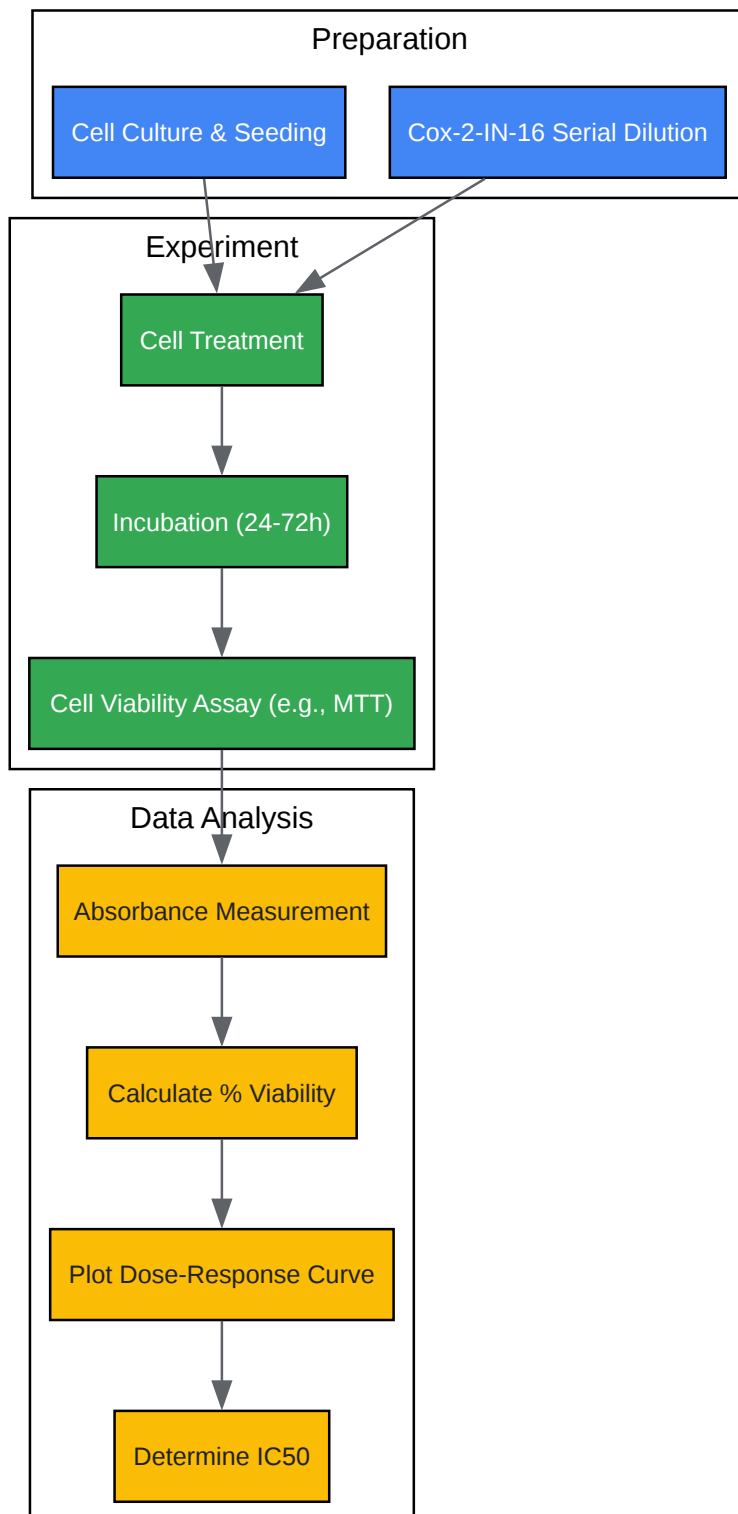 Preparation
Cell Culture & Seeding
Cox-2-IN-16 Serial Dilution
Experiment
Cell Treatment
Incubation (24-72h)
Cell Viability Assay (e.g., MTT)
Data Analysis
Absorbance Measurement
Calculate % Viability
Plot Dose-Response Curve
Determine IC50